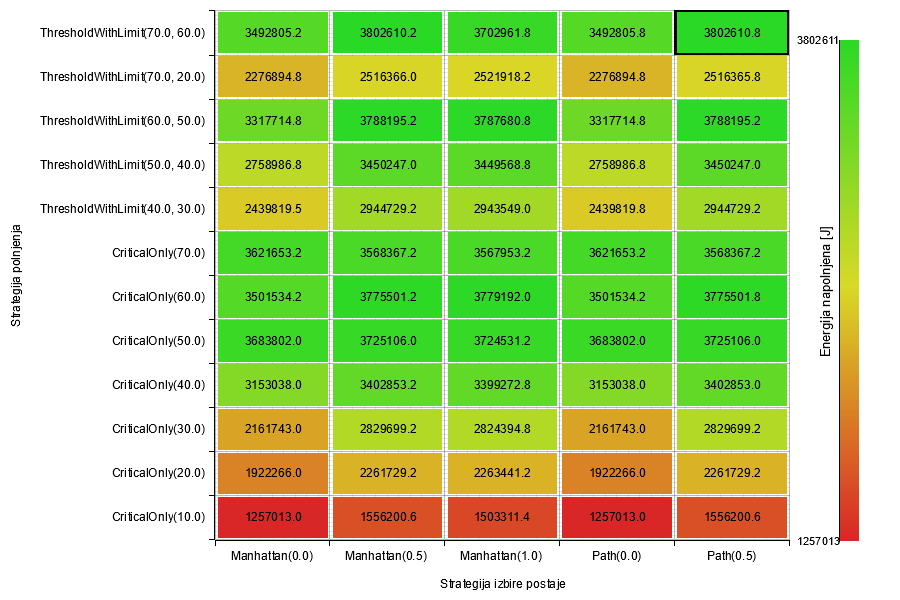 ThresholdWithLimit(70.0, 60.0) 3492805.2 3802610.2 3702961.8 3492805.8 3802610.8
ThresholdWithLimit(70.0, 20.0) 2276894.8 2516366.0 2521918.2 2276894.8 2516365.8
ThresholdWithLimit(60.0, 50.0) 3317714.8 3788195.2 3787680.8 3317714.8 3788195.2
ThresholdWithLimit(50.0, 40.0) 2758986.8 3450247.0 3449568.8 2758986.8 3450247.0
ThresholdWithLimit(40.0, 30.0) 2439819.5 2944729.2 2943549.0 2439819.8 2944729.2
CriticalOnly(70.0) 3621653.2 3568367.2 3567953.2 3621653.2 3568367.2
CriticalOnly(60.0) 3501534.2 3775501.2 3779192.0 3501534.2 3775501.8
CriticalOnly(50.0) 3683802.0 3725106.0 3724531.2 3683802.0 3725106.0
CriticalOnly(40.0) 3153038.0 3402853.2 3399272.8 3153038.0 3402853.0
CriticalOnly(30.0) 2161743.0 2829699.2 2824394.8 2161743.0 2829699.2
CriticalOnly(20.0) 1922266.0 2261729.2 2263441.2 1922266.0 2261729.2
CriticalOnly(10.0) 1257013.0 1556200.6 1503311.4 1257013.0 1556200.6
Manhattan(0.0) Manhattan(0.5) Manhattan(1.0) Path(0.0) Path(0.5)
Strategija izbire postaje
Strategija polnjenja
3802611
Energija napolnjena [J]
1257013